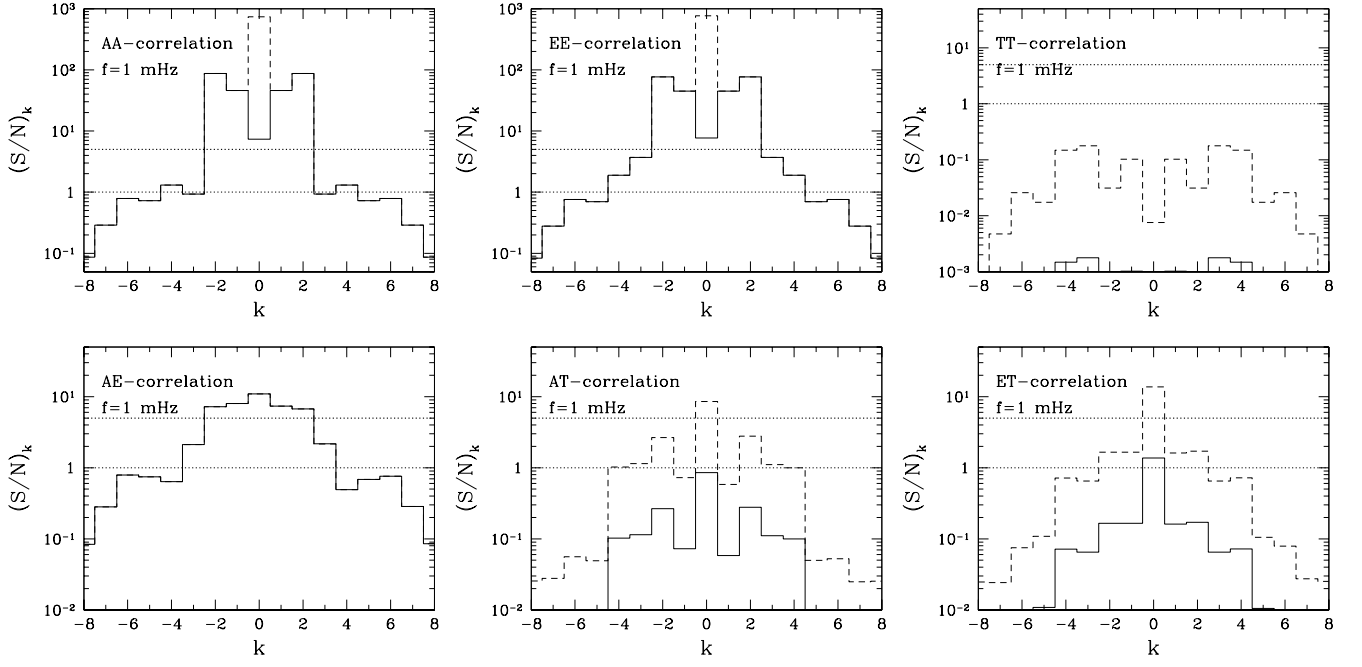 AA−correlation
f=1 mHz
(S/N)k
10³
10²
10¹
1
10⁻¹
−8 −6 −4 −2 0 2 4 6 8
k
EE−correlation
f=1 mHz
(S/N)k
10³
10²
10¹
1
10⁻¹
−8 −6 −4 −2 0 2 4 6 8
k
TT−correlation
f=1 mHz
(S/N)k
10¹
1
10⁻¹
10⁻²
10⁻³
−8 −6 −4 −2 0 2 4 6 8
k
AE−correlation
f=1 mHz
(S/N)k
10¹
1
10⁻¹
10⁻²
−8 −6 −4 −2 0 2 4 6 8
k
AT−correlation
f=1 mHz
(S/N)k
10¹
1
10⁻¹
10⁻²
−8 −6 −4 −2 0 2 4 6 8
k
ET−correlation
f=1 mHz
(S/N)k
10¹
1
10⁻¹
10⁻²
−8 −6 −4 −2 0 2 4 6 8
k